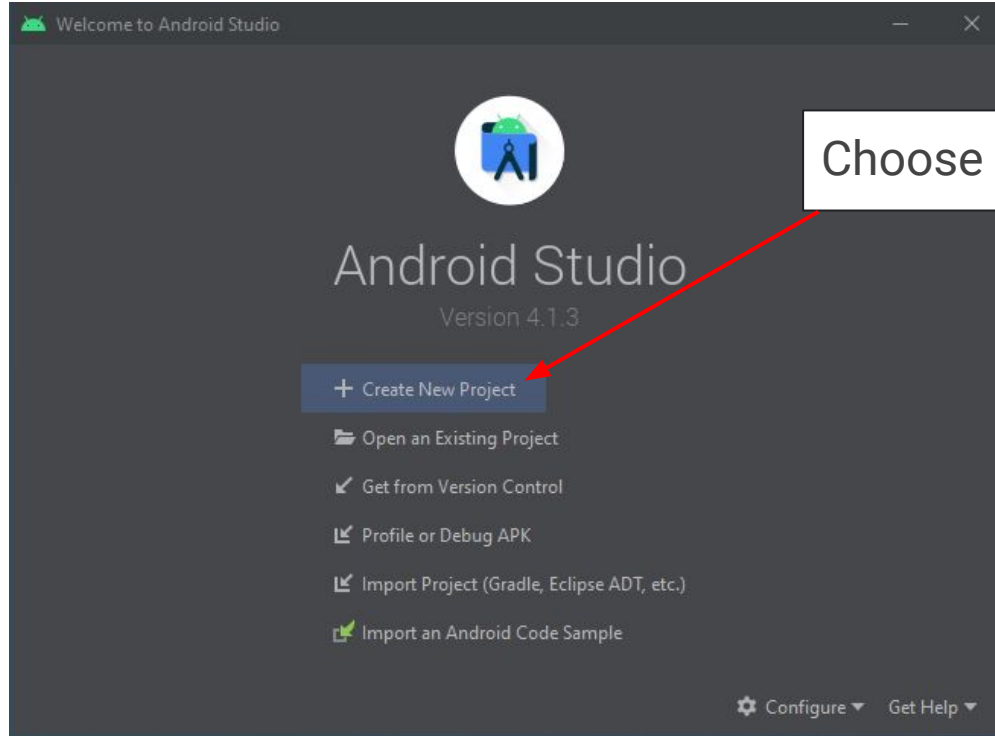 Welcome to Android Studio
Choose
Android Studio
Version 4.1.3
Create New Project
Open an Existing Project
Get from Version Control
Profile or Debug APK
Import Project (Gradle, Eclipse ADT, etc.)
Import an Android Code Sample
Configure Get Help